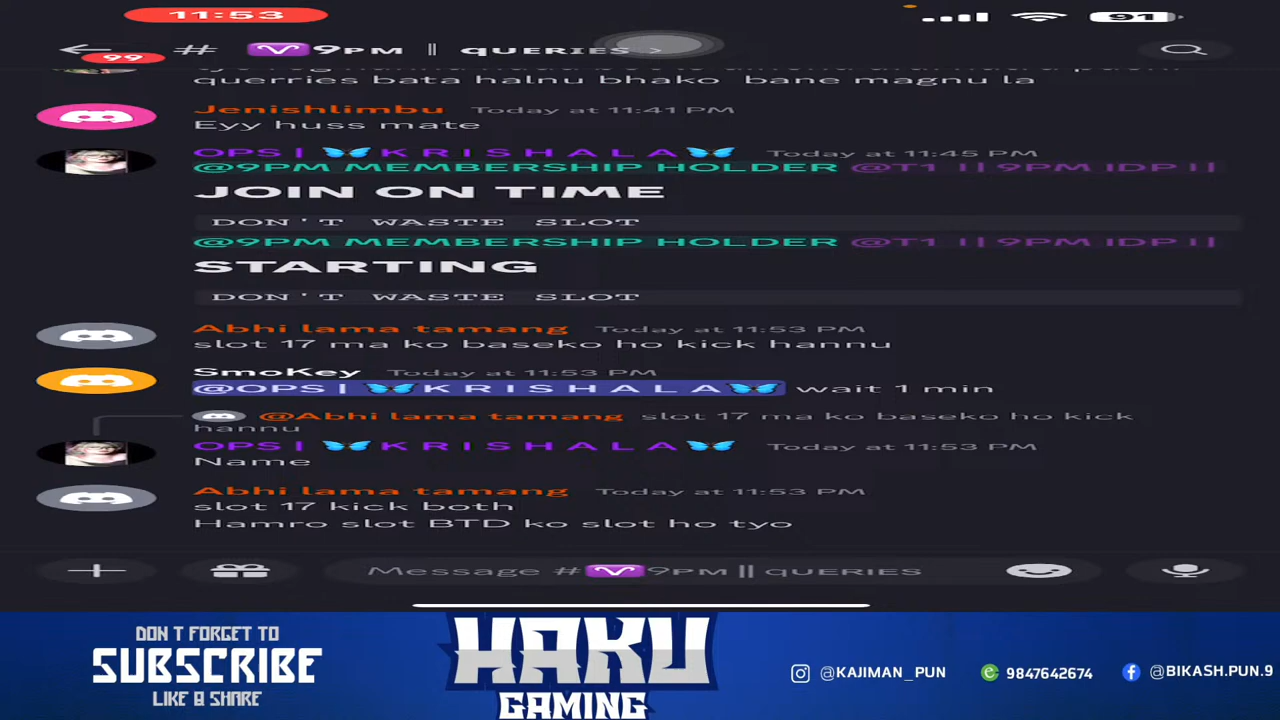 11:53
91
99
# ♈9PM || QUERIES >
querries bata halnu bhako bane magnu la
Jenishlimbu Today at 11:41 PM
Eyy huss mate
OPS | 🦋K R I S H A L A🦋 Today at 11:45 PM
@9PM MEMBERSHIP HOLDER @T1 || 9PM IDP ||
JOIN ON TIME
DON'T WASTE SLOT
@9PM MEMBERSHIP HOLDER @T1 || 9PM IDP ||
STARTING
DON'T WASTE SLOT
Abhi lama tamang Today at 11:53 PM
slot 17 ma ko baseko ho kick hannu
SmoKey Today at 11:53 PM
@OPS | 🦋K R I S H A L A🦋 wait 1 min
@Abhi lama tamang slot 17 ma ko baseko ho kick
hannu
OPS | 🦋K R I S H A L A🦋 Today at 11:53 PM
Name
Abhi lama tamang Today at 11:53 PM
slot 17 kick both
Hamro slot BTD ko slot ho tyo
Message #♈9PM || QUERIES
DON T FORGET TO
SUBSCRIBE
LIKE & SHARE
HAKU
GAMING
@KAJIMAN_PUN
9847642674
@BIKASH.PUN.9